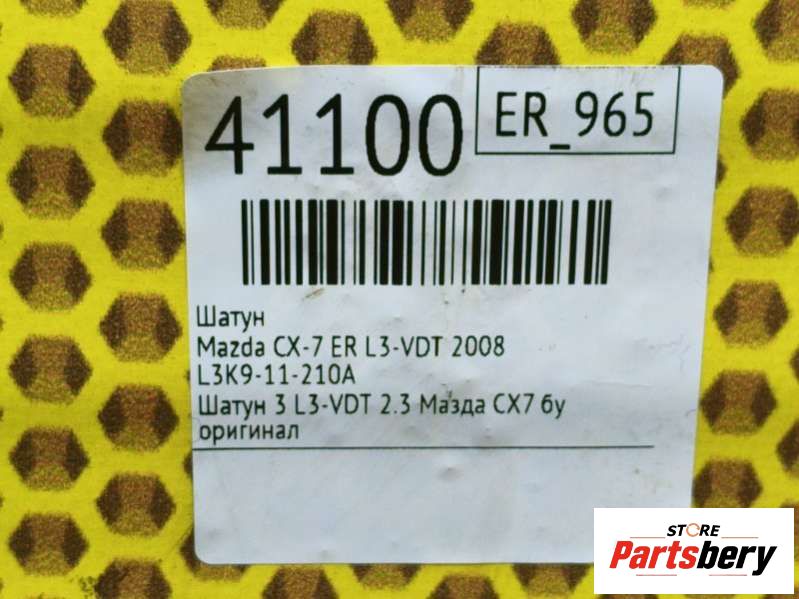 41100
ER_965
Шатун
Mazda CX-7 ER L3-VDT 2008
L3K9-11-210A
Шатун 3 L3-VDT 2.3 Мазда СХ7 бу
оригинал
STORE
Partsbery